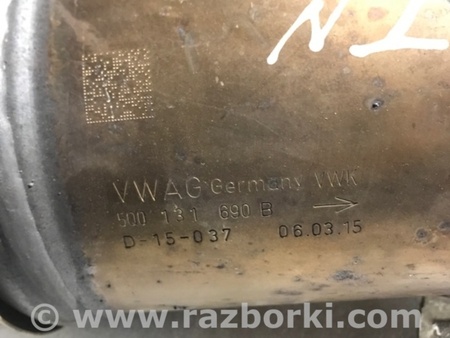 VWAG Germany VWK
5Q0 131 690 B
D-15-037 06.03.15
www.razborki.com